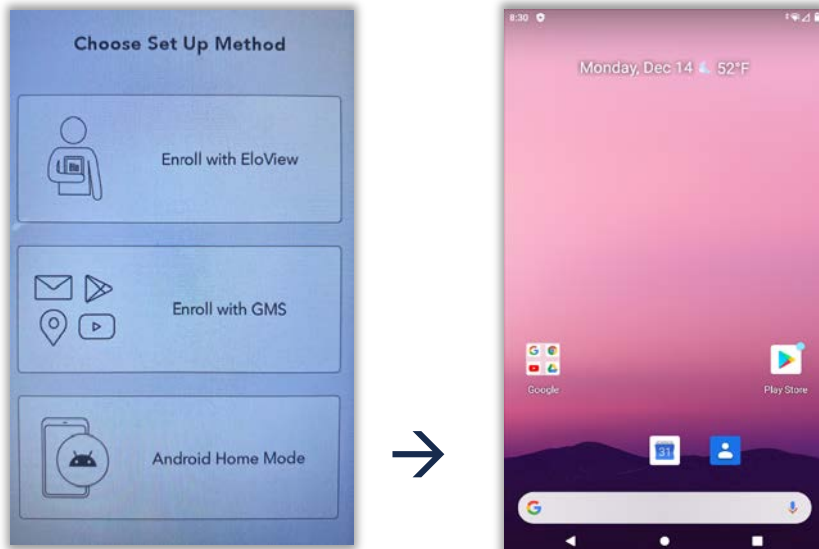 Choose Set Up Method
Enroll with EloView
Enroll with GMS
Android Home Mode
8:30
Monday, Dec 14 52°F
Google
Play Store
31